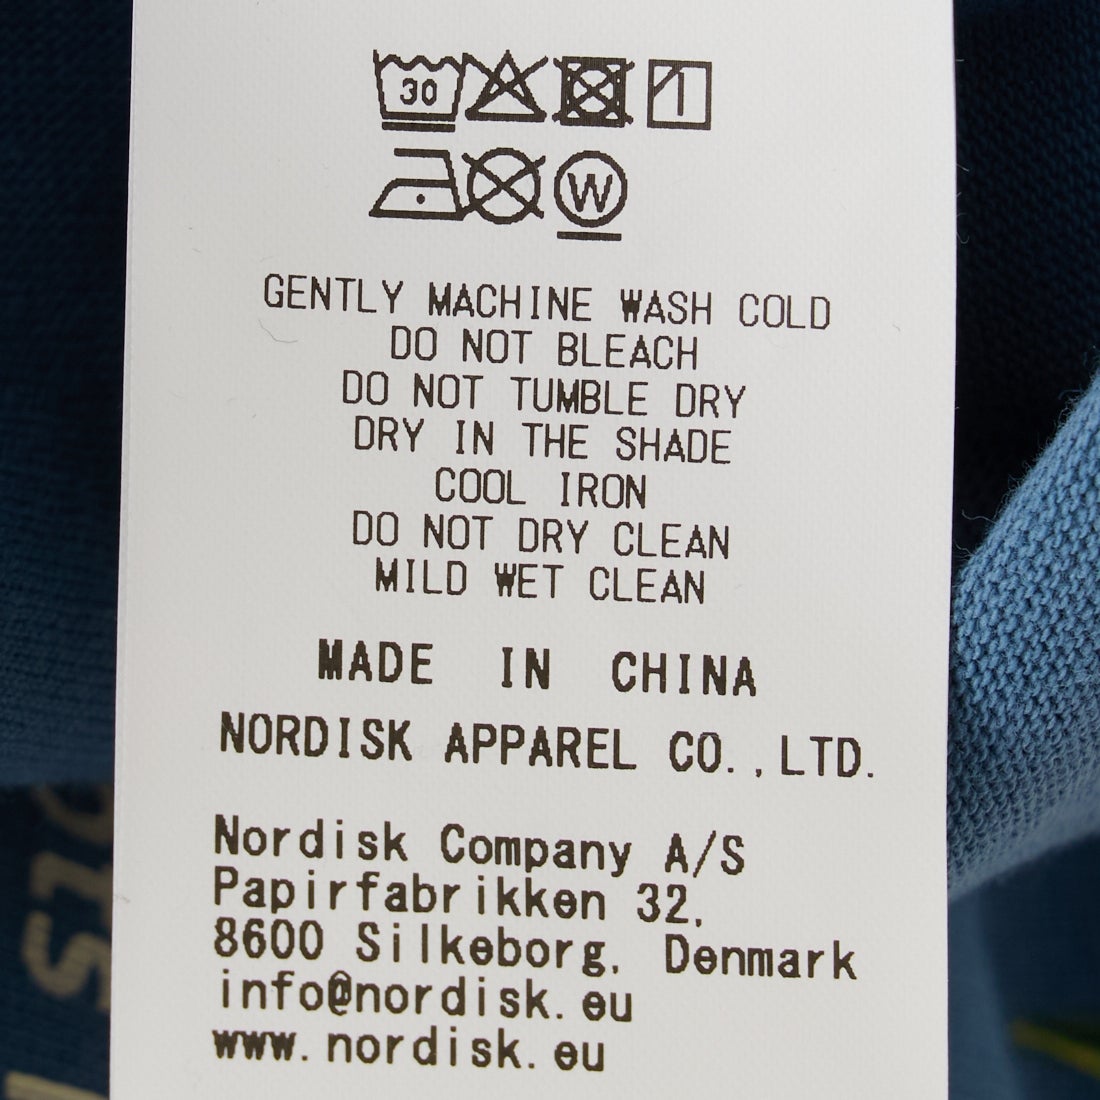 30
W
GENTLY MACHINE WASH COLD
DO NOT BLEACH
DO NOT TUMBLE DRY
DRY IN THE SHADE
COOL IRON
DO NOT DRY CLEAN
MILD WET CLEAN
MADE IN CHINA
NORDISK APPAREL CO.,LTD.
Nordisk Company A/S
Papirfabrikken 32,
8600 Silkeborg, Denmark
info@nordisk.eu
www.nordisk.eu